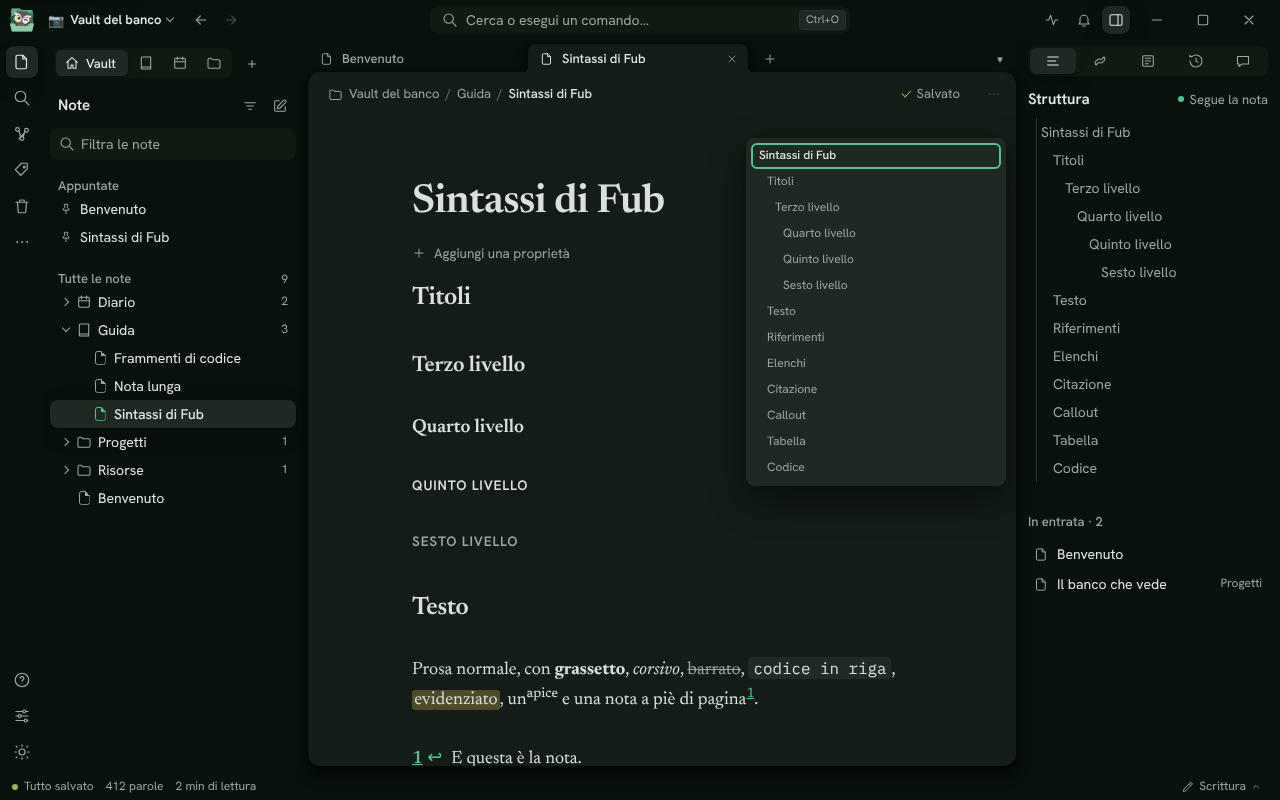 Vault del banco
Cerca o esegui un comando...
Ctrl+O
Vault
Benvenuto
Sintassi di Fub
Note
Filtra le note
Appuntate
Benvenuto
Sintassi di Fub
Tutte le note 9
Diario 2
Guida 3
Frammenti di codice
Nota lunga
Sintassi di Fub
Progetti 1
Risorse 1
Benvenuto
Vault del banco / Guida / Sintassi di Fub
Salvato
Sintassi di Fub
Aggiungi una proprietà
Titoli
Terzo livello
Quarto livello
QUINTO LIVELLO
SESTO LIVELLO
Testo
Prosa normale, con grassetto, corsivo, barrato, codice in riga,
evidenziato, unapice e una nota a piè di pagina1.
1 ↩ E questa è la nota.
Sintassi di Fub
Titoli
Terzo livello
Quarto livello
Quinto livello
Sesto livello
Testo
Riferimenti
Elenchi
Citazione
Callout
Tabella
Codice
Struttura
Segue la nota
Sintassi di Fub
Titoli
Terzo livello
Quarto livello
Quinto livello
Sesto livello
Testo
Riferimenti
Elenchi
Citazione
Callout
Tabella
Codice
In entrata · 2
Benvenuto
Il banco che vede Progetti
Tutto salvato 412 parole 2 min di lettura
Scrittura